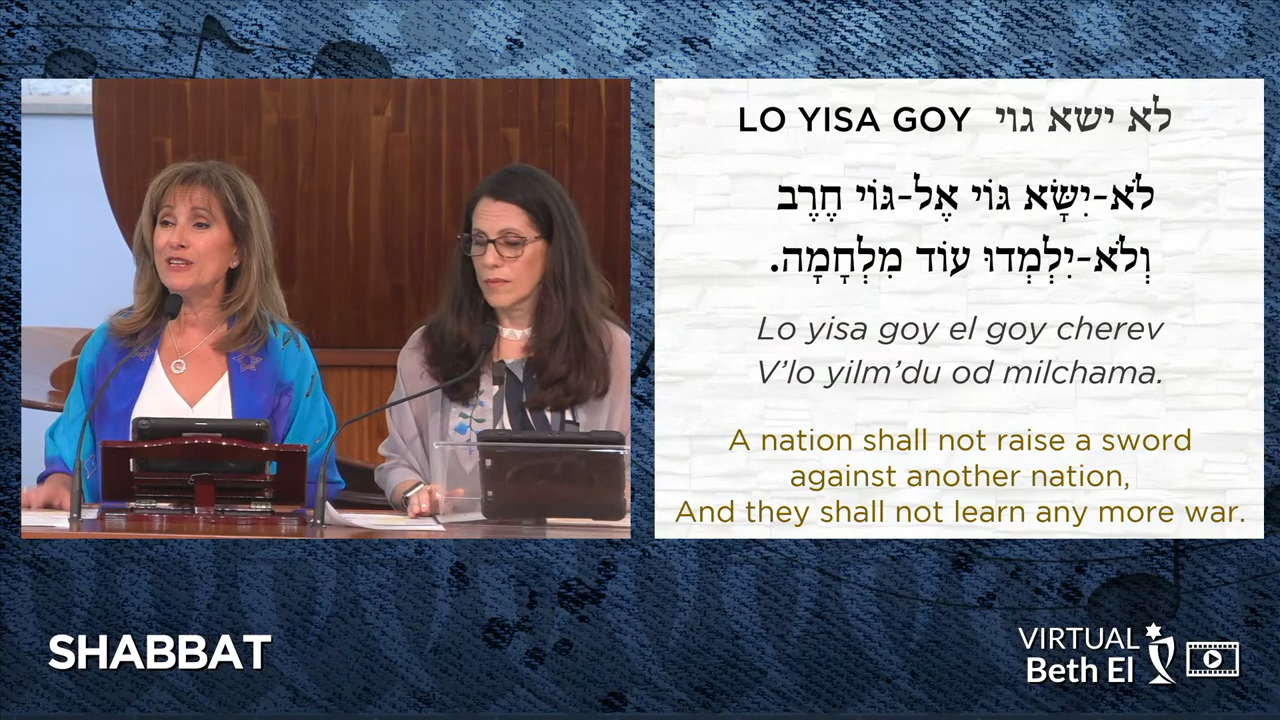 LO YISA GOY לא ישא גוי
לֹא-יִשָּׂא גּוֹי אֶל-גּוֹי חֶרֶב
וְלֹא-יִלְמְדוּ עוֹד מִלְחָמָה.
Lo yisa goy el goy cherev
V'lo yilm'du od milchama.
A nation shall not raise a sword
against another nation,
And they shall not learn any more war.
SHABBAT
VIRTUAL
Beth El